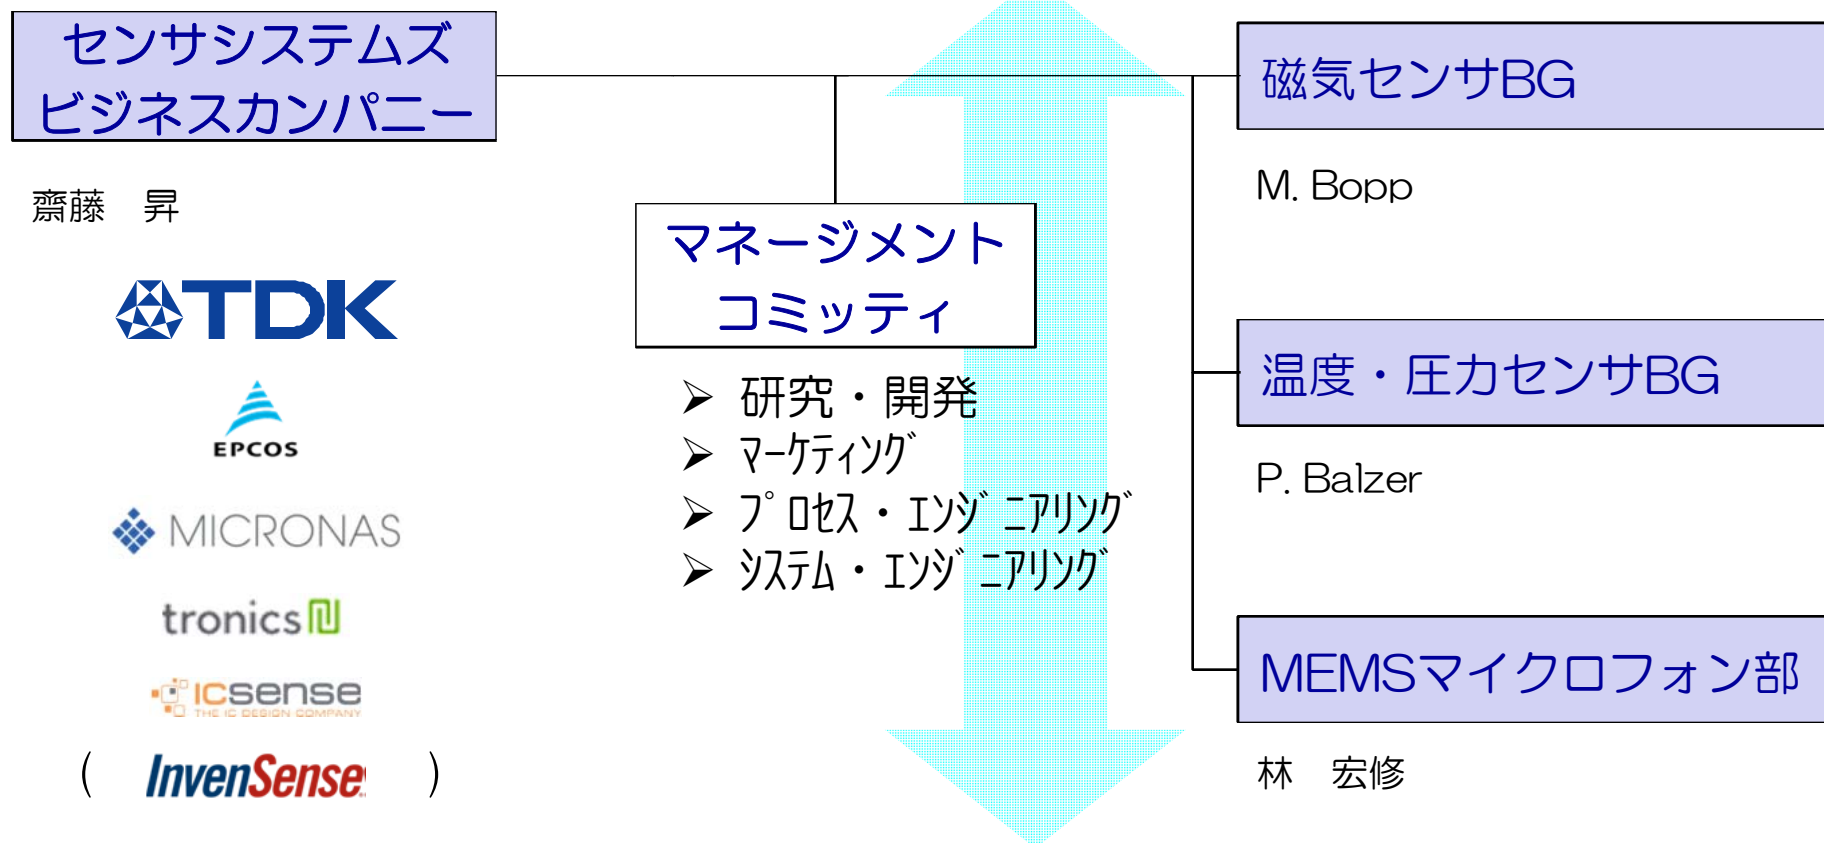 センサシステムズ
ビジネスカンパニー
齋藤　昇
TDK
EPCOS
MICRONAS
tronics
icsense
THE IC DESIGN COMPANY
(　InvenSense　)
マネージメント
コミッティ
➢ 研究・開発
➢ ﾏｰｹﾃｨﾝｸﾞ
➢ ﾌﾟﾛｾｽ・ｴﾝｼﾞﾆｱﾘﾝｸﾞ
➢ ｼｽﾃﾑ・ｴﾝｼﾞﾆｱﾘﾝｸﾞ
磁気センサBG
M. Bopp
温度・圧力センサBG
P. Balzer
MEMSマイクロフォン部
林　宏修